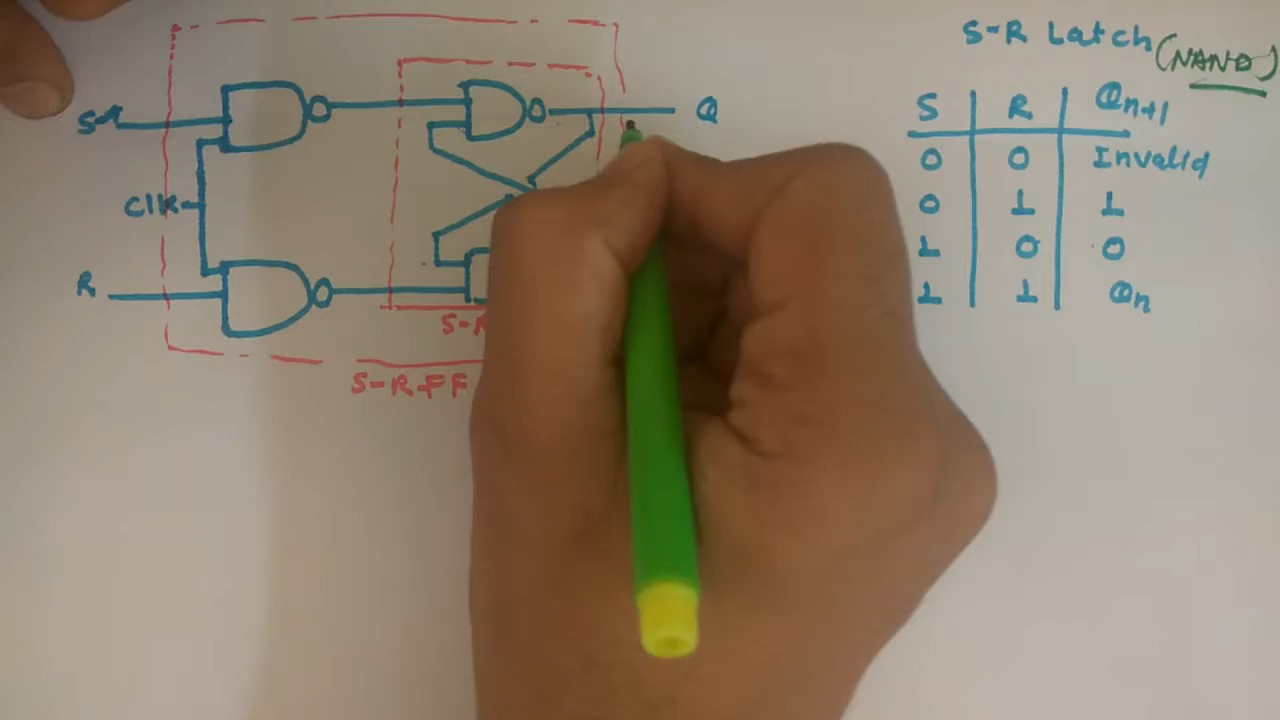 S-R Latch (NAND)
S R Qn+1
0 0 Invalid
0 1 1
1 0 0
1 1 Qn
S
Q
Clk
R
S-R FF